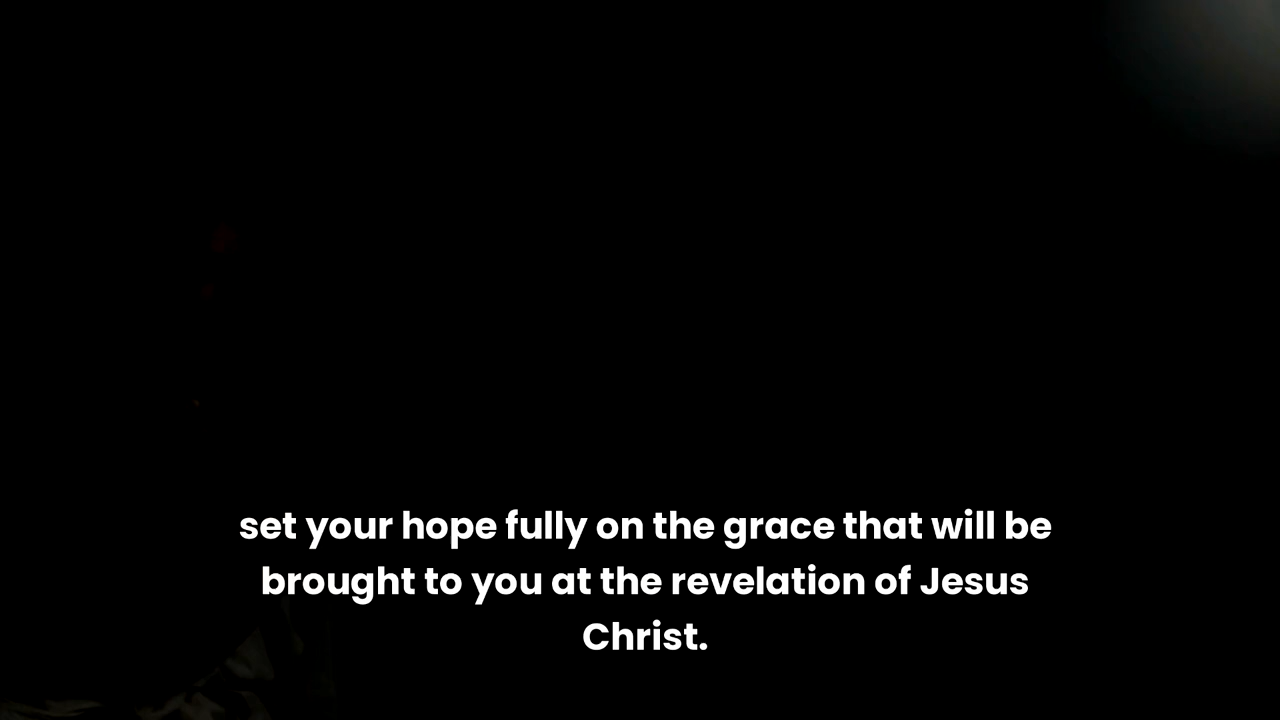 set your hope fully on the grace that will be
brought to you at the revelation of Jesus
Christ.